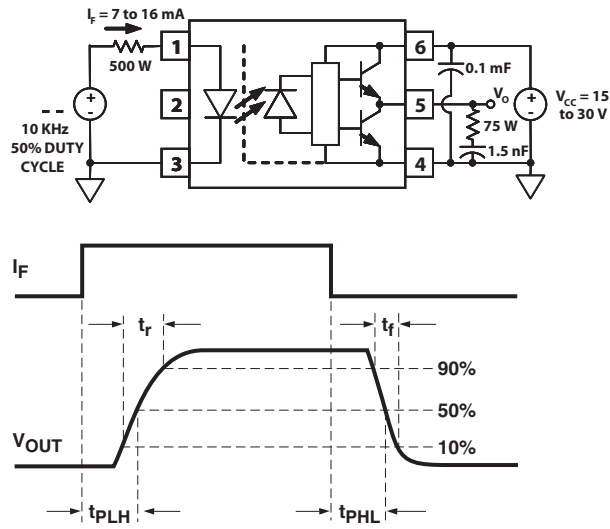 I_F = 7 to 16 mA
500 W
1
2
3
6
5
4
+
-
10 KHz
50% DUTY
CYCLE
0.1 mF
V_O
75 W
1.5 nF
+
-
V_CC = 15
to 30 V
I_F
t_r
t_f
90%
50%
10%
V_OUT
t_PLH
t_PHL